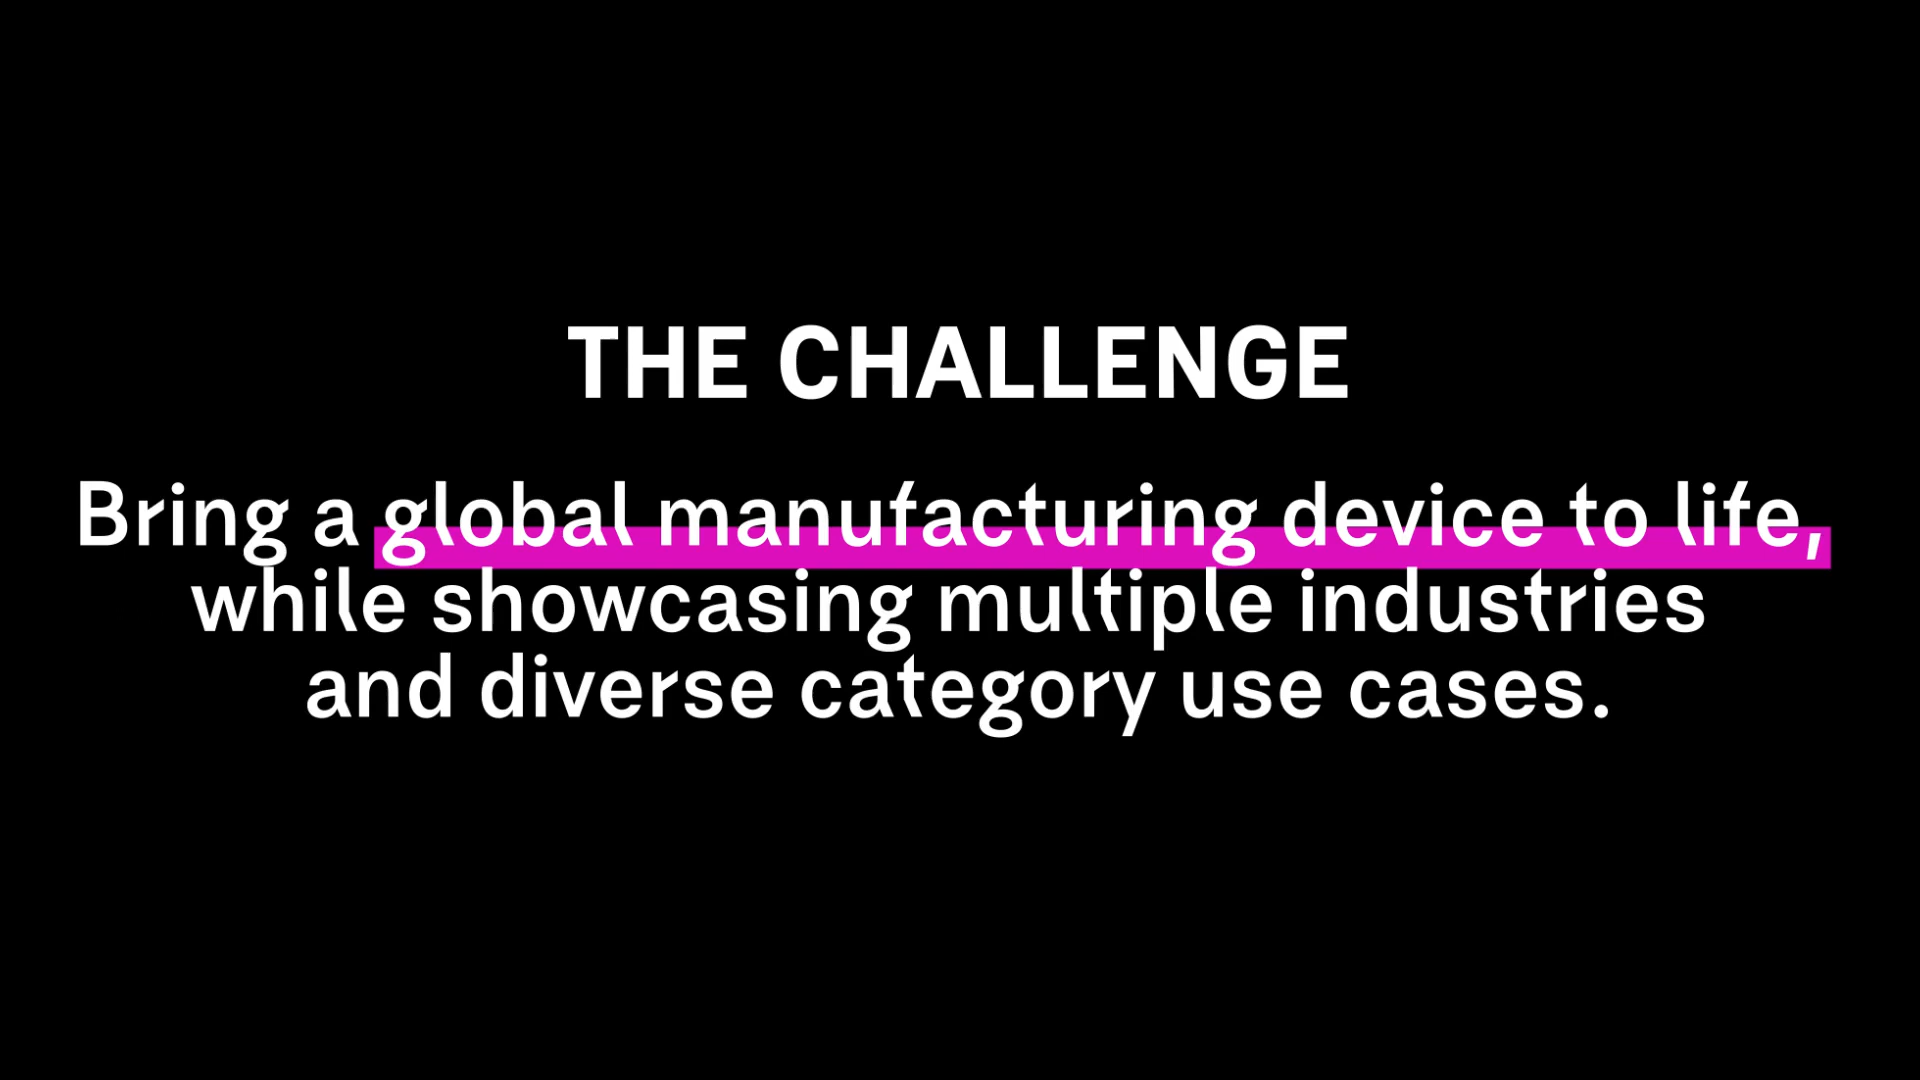 THE CHALLENGE
Bring a global manufacturing device to life,
while showcasing multiple industries
and diverse category use cases.